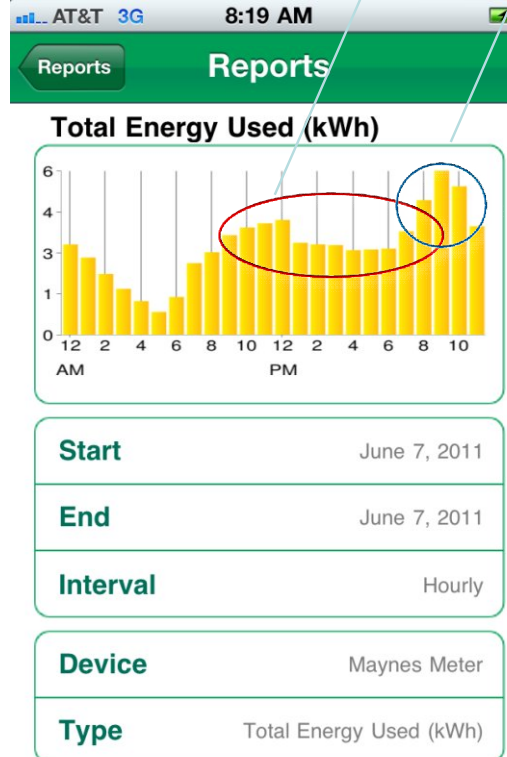 AT&T 3G 8:19 AM
Reports Reports
Total Energy Used (kWh)
6
4
3
1
0
12 2 4 6 8 10 12 2 4 6 8 10
AM PM
Start June 7, 2011
End June 7, 2011
Interval Hourly
Device Maynes Meter
Type Total Energy Used (kWh)